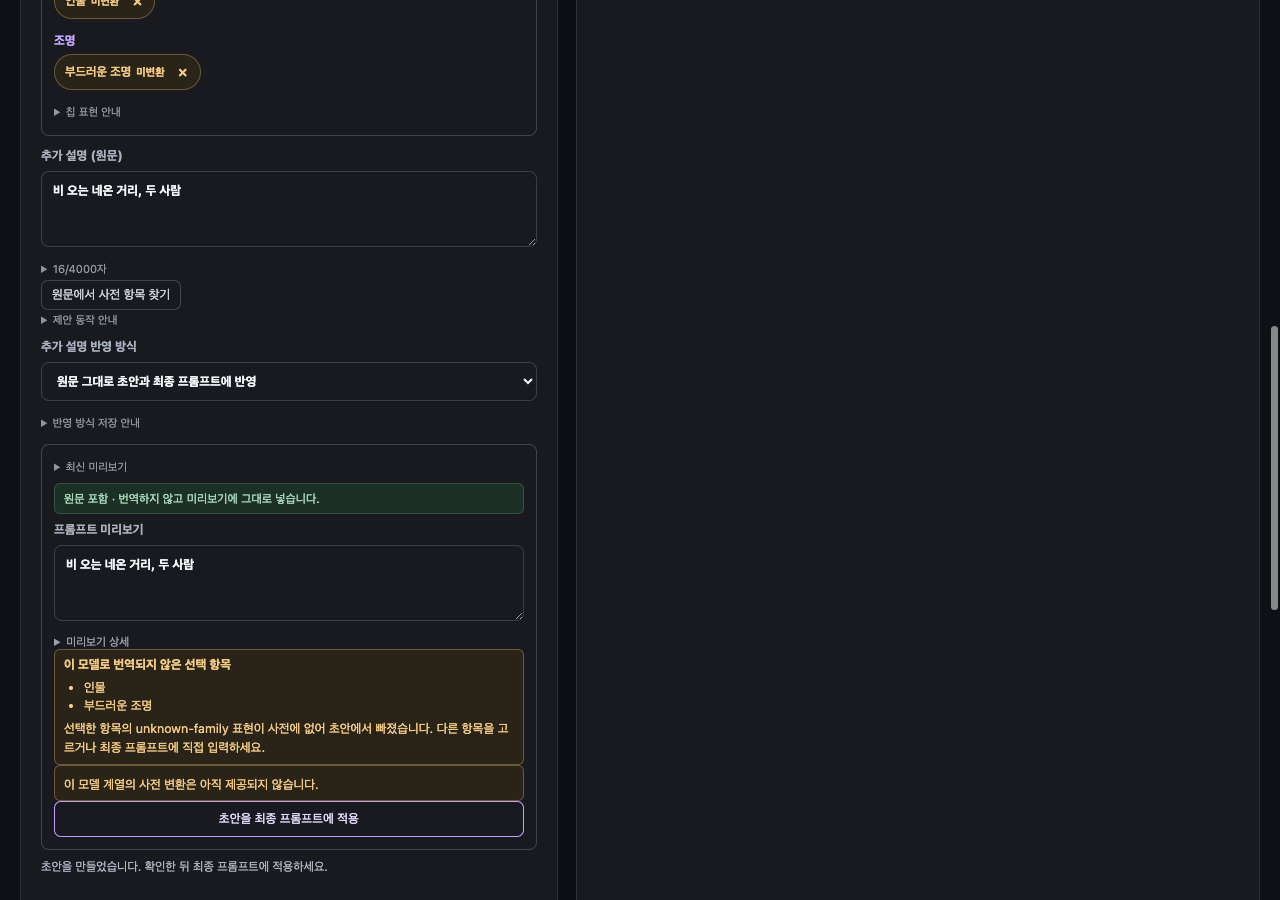 인물 미변환 ×
조명
부드러운 조명 미변환 ×
▶ 칩 표현 안내
추가 설명 (원문)
비 오는 네온 거리, 두 사람
▶ 16/4000자
원문에서 사전 항목 찾기
▶ 제안 동작 안내
추가 설명 반영 방식
원문 그대로 초안과 최종 프롬프트에 반영
▶ 반영 방식 저장 안내
▶ 최신 미리보기
원문 포함 · 번역하지 않고 미리보기에 그대로 넣습니다.
프롬프트 미리보기
비 오는 네온 거리, 두 사람
▶ 미리보기 상세
이 모델로 번역되지 않은 선택 항목
• 인물
• 부드러운 조명
선택한 항목의 unknown-family 표현이 사전에 없어 초안에서 빠졌습니다. 다른 항목을 고
르거나 최종 프롬프트에 직접 입력하세요.
이 모델 계열의 사전 변환은 아직 제공되지 않습니다.
초안을 최종 프롬프트에 적용
초안을 만들었습니다. 확인한 뒤 최종 프롬프트에 적용하세요.